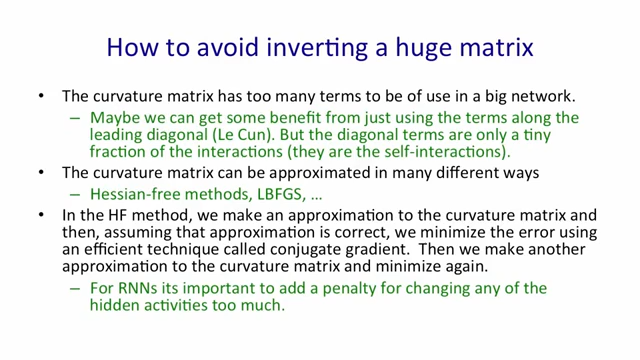 How to avoid inverting a huge matrix
• The curvature matrix has too many terms to be of use in a big network.
– Maybe we can get some benefit from just using the terms along the
leading diagonal (Le Cun). But the diagonal terms are only a tiny
fraction of the interactions (they are the self-interactions).
• The curvature matrix can be approximated in many different ways
– Hessian-free methods, LBFGS, …
• In the HF method, we make an approximation to the curvature matrix and
then, assuming that approximation is correct, we minimize the error using
an efficient technique called conjugate gradient.  Then we make another
approximation to the curvature matrix and minimize again.
– For RNNs its important to add a penalty for changing any of the
hidden activities too much.